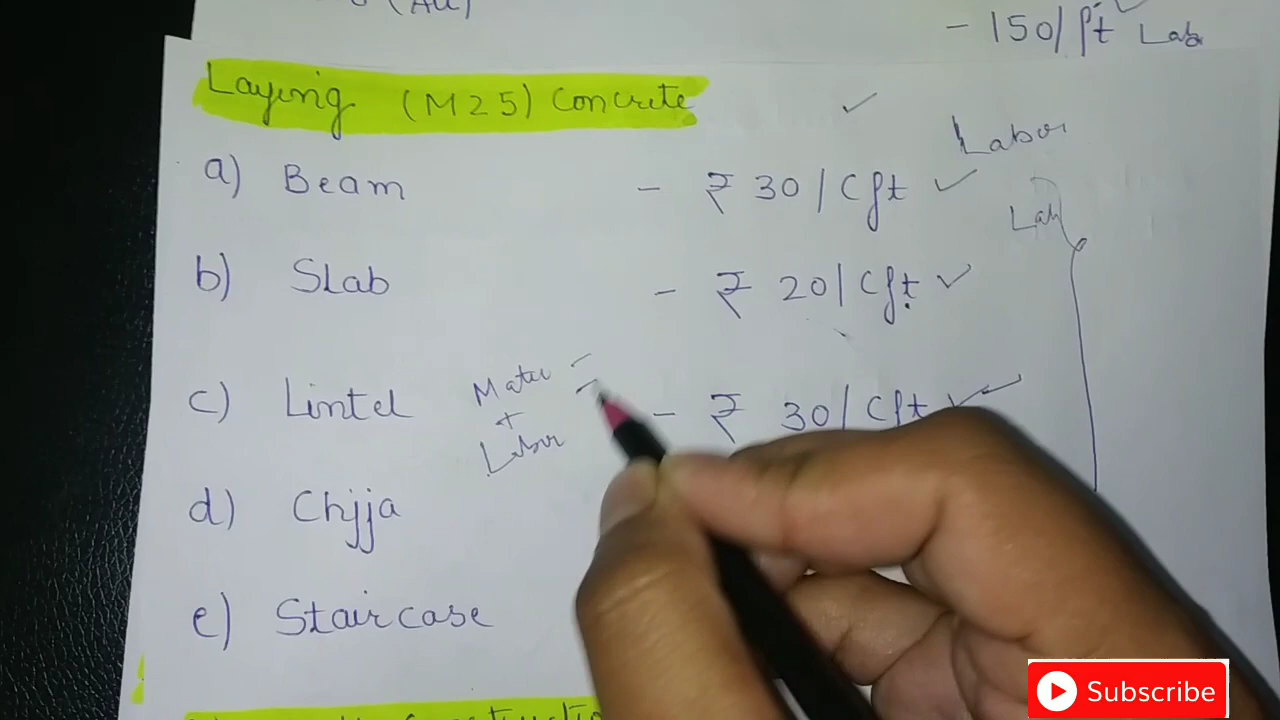 - 150/ft Lab
Laying (M25) Concrete
Labor
a) Beam - ₹ 30/Cft
Lab
b) Slab - ₹ 20/Cft
c) Lintel - ₹ 30/Cft
Mater =
+
Labor
d) Chjja
e) Staircase
Subscribe